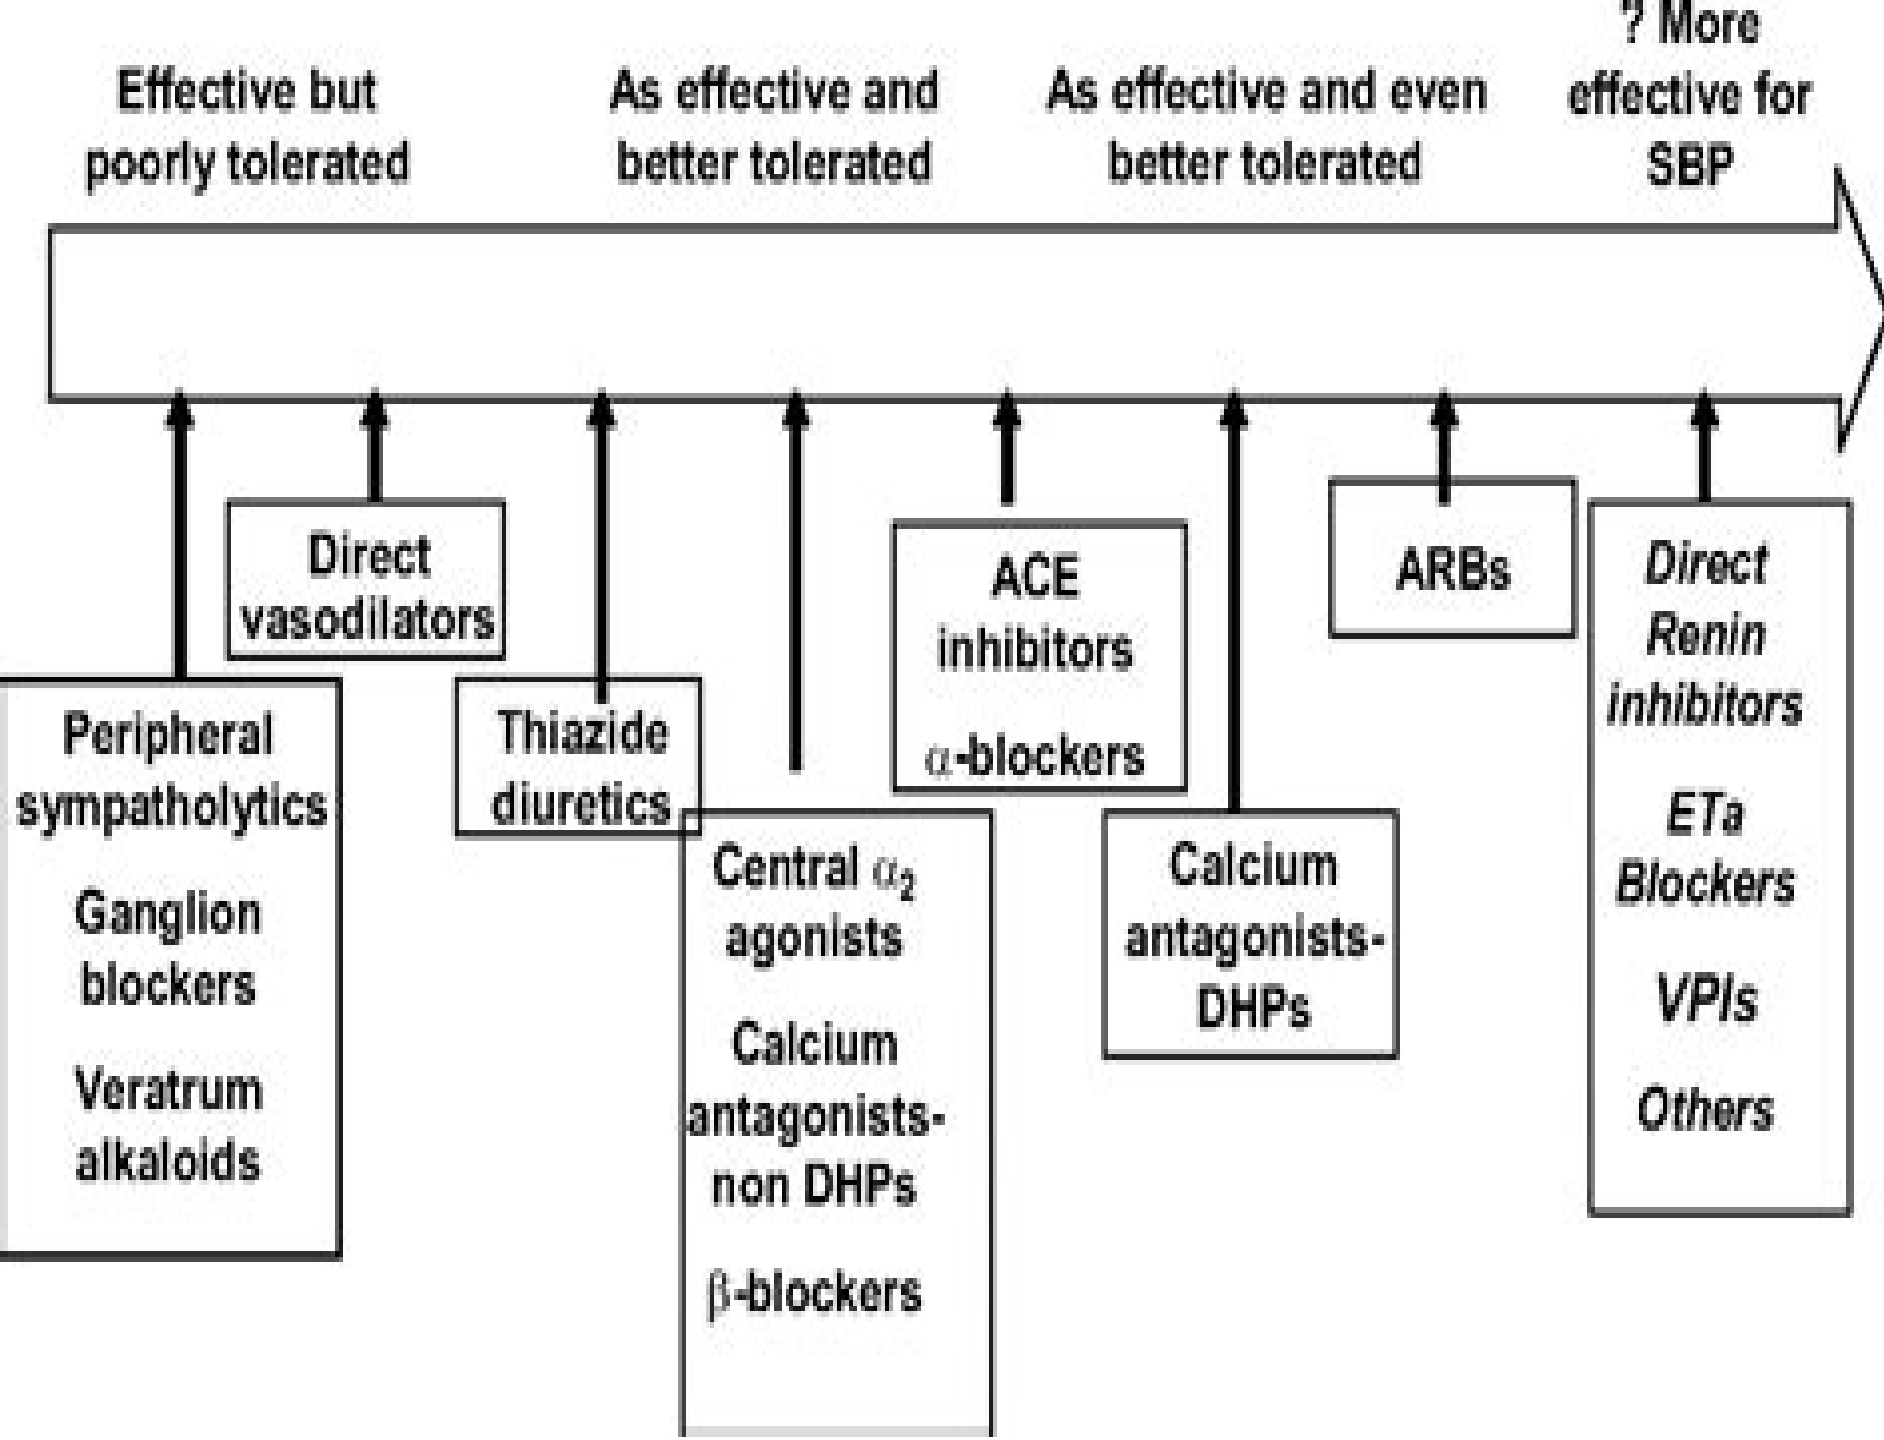 Effective but
poorly tolerated
As effective and
better tolerated
As effective and even
better tolerated
? More
effective for
SBP
Peripheral
sympatholytics
Ganglion
blockers
Veratrum
alkaloids
Direct
vasodilators
Thiazide
diuretics
Central α₂
agonists
Calcium
antagonists-
non DHPs
β-blockers
ACE
inhibitors
α-blockers
Calcium
antagonists-
DHPs
ARBs
Direct
Renin
inhibitors
ETa
Blockers
VPIs
Others